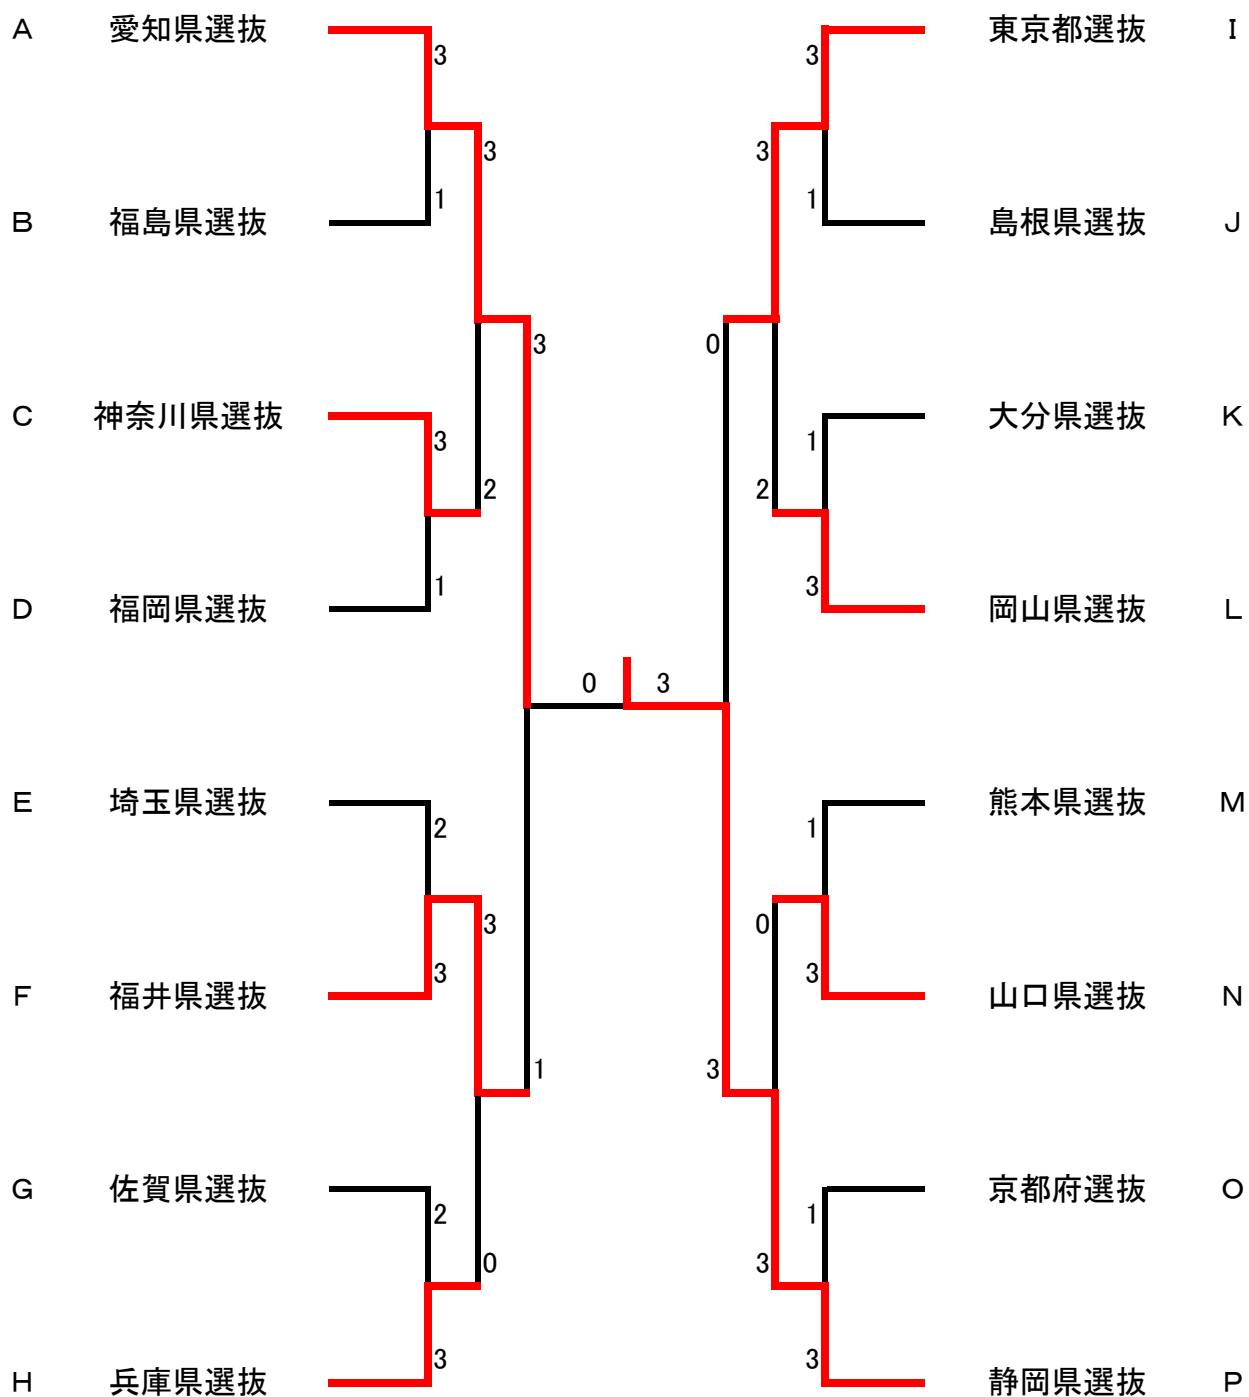 A 愛知県選抜 東京都選抜 I
3 3
3 3
1 1
B 福島県選抜 島根県選抜 J
3 0
C 神奈川県選抜 大分県選抜 K
3 1
2 2
1 3
D 福岡県選抜 岡山県選抜 L
0 3
E 埼玉県選抜 熊本県選抜 M
2 1
3 0
3 3
F 福井県選抜 山口県選抜 N
1 3
G 佐賀県選抜 京都府選抜 O
2 1
0 3
3 3
H 兵庫県選抜 静岡県選抜 P